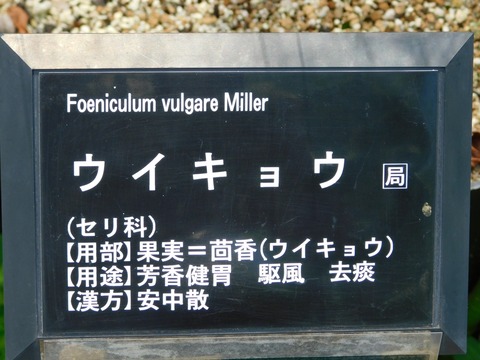 Foeniculum vulgare Miller
ウイキョウ 局
(セリ科)
【用部】果実=茴香(ウイキョウ)
【用途】芳香健胃 駆風 去痰
【漢方】安中散